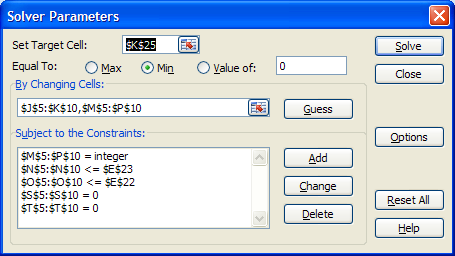 Solver Parameters
Set Target Cell: $K$25 Solve
Equal To: Max Min Value of: 0 Close
By Changing Cells:
$J$5:$K$10,$M$5:$P$10 Guess
Subject to the Constraints: Options
$M$5:$P$10 = integer Add
$N$5:$N$10 <= $E$23
$O$5:$O$10 <= $E$22 Change
$S$5:$S$10 = 0 Reset All
$T$5:$T$10 = 0 Delete
Help